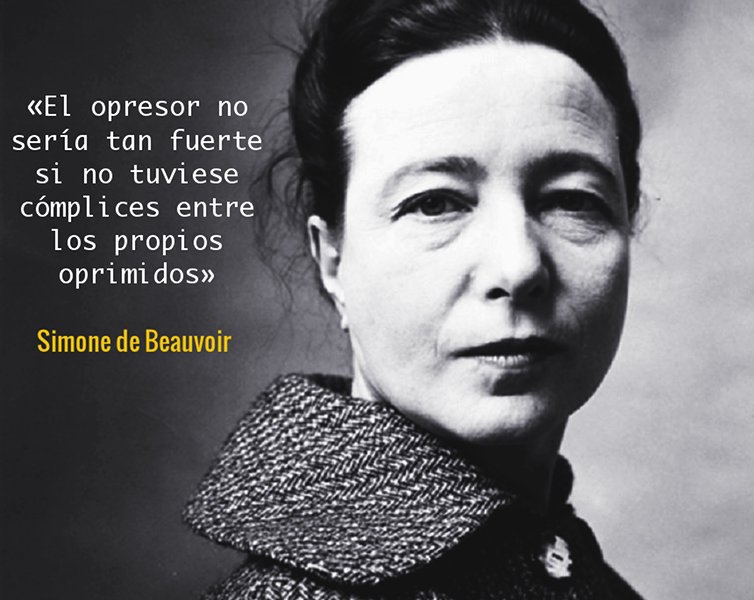 «El opresor no
sería tan fuerte
si no tuviese
cómplices entre
los propios
oprimidos»
Simone de Beauvoir